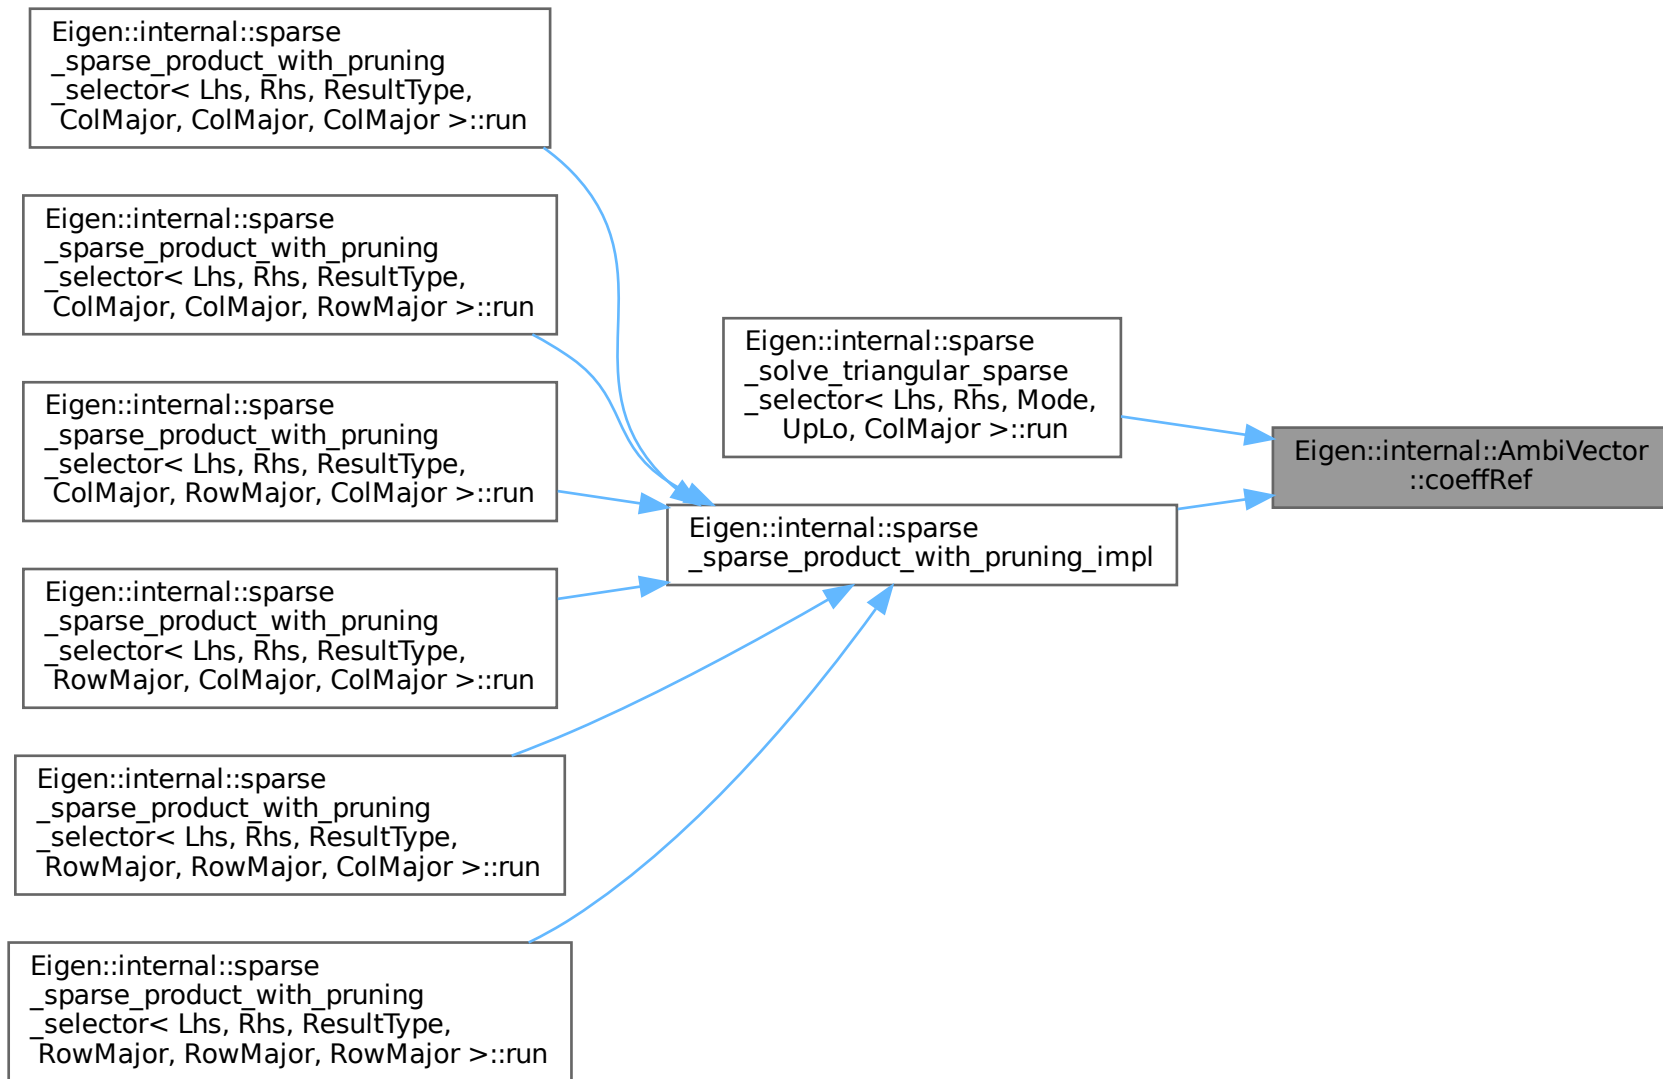 Eigen::internal::sparse
_sparse_product_with_pruning
_selector< Lhs, Rhs, ResultType,
ColMajor, ColMajor, ColMajor >::run
Eigen::internal::sparse
_sparse_product_with_pruning
_selector< Lhs, Rhs, ResultType,
ColMajor, ColMajor, RowMajor >::run
Eigen::internal::sparse
_sparse_product_with_pruning
_selector< Lhs, Rhs, ResultType,
ColMajor, RowMajor, ColMajor >::run
Eigen::internal::sparse
_sparse_product_with_pruning
_selector< Lhs, Rhs, ResultType,
RowMajor, ColMajor, ColMajor >::run
Eigen::internal::sparse
_sparse_product_with_pruning
_selector< Lhs, Rhs, ResultType,
RowMajor, RowMajor, ColMajor >::run
Eigen::internal::sparse
_sparse_product_with_pruning
_selector< Lhs, Rhs, ResultType,
RowMajor, RowMajor, RowMajor >::run
Eigen::internal::sparse
_solve_triangular_sparse
_selector< Lhs, Rhs, Mode,
UpLo, ColMajor >::run
Eigen::internal::sparse
_sparse_product_with_pruning_impl
Eigen::internal::AmbiVector
::coeffRef